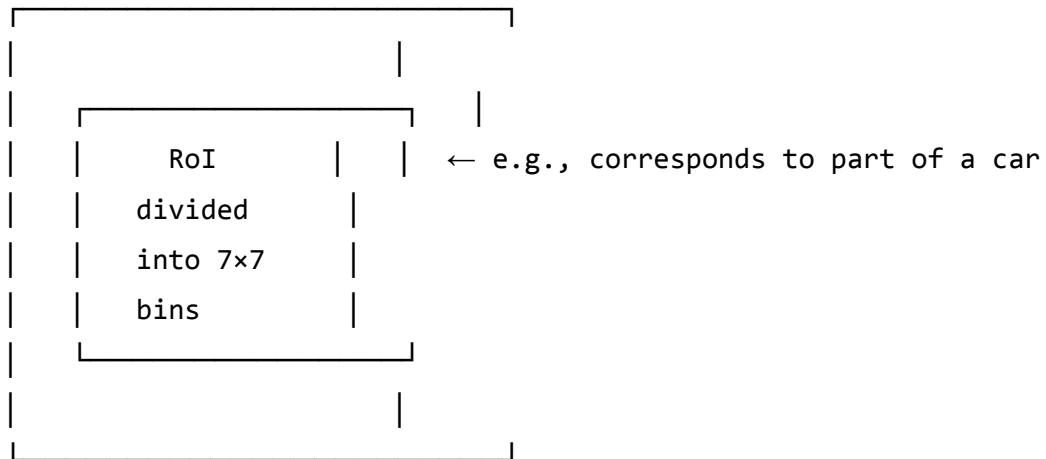 RoI ← e.g., corresponds to part of a car
divided
into 7×7
bins